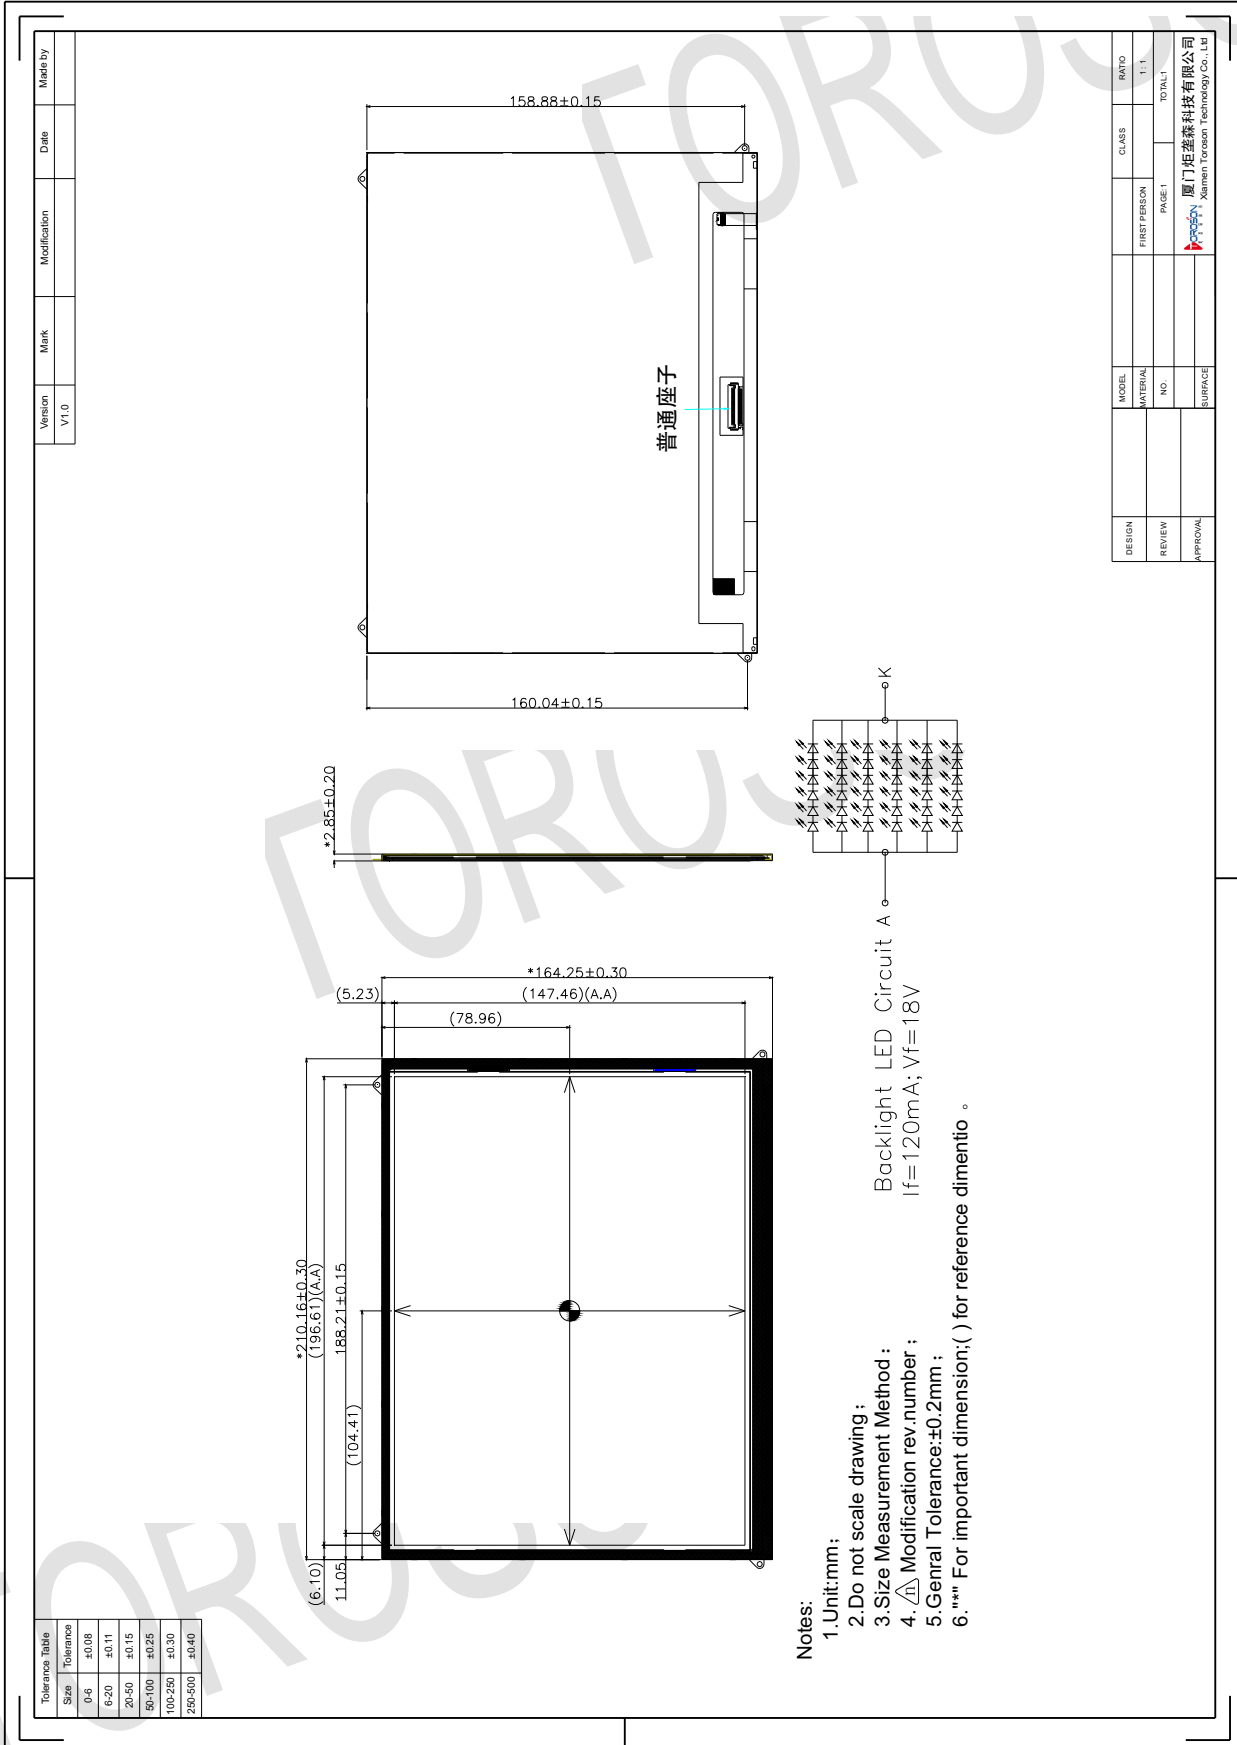 Tolerance Table
Size Tolerance
0-6 ±0.08
6-20 ±0.11
20-50 ±0.15
50-100 ±0.25
100-250 ±0.30
250-500 ±0.40
Version Mark Modification Date Made by
V1.0
*210.16±0.30
(196.61)(A.A)
188.21±0.15
(104.41)
(6.10)
11.05
*164.25±0.30
(5.23)
(147.46)(A.A)
(78.96)
*2.85±0.20
158.88±0.15
160.04±0.15
普通座子
A
K
Backlight LED Circuit
If=120mA; Vf=18V
Notes:
1.Unit:mm;
2.Do not scale drawing；
3.Size Measurement Method：
4. n Modification rev.number；
5.Genral Tolerance:±0.2mm；
6."*" For important dimension;( ) for reference dimentio 。
DESIGN MODEL CLASS RATIO
MATERIAL FIRST PERSON 1 : 1
REVIEW NO. PAGE:1 TOTAL:1
APPROVAL SURFACE
TOROSON 厦门炬垄森科技有限公司
Xiamen Toroson Technology Co., Ltd
TOROSON
TOROSON
TOROSON